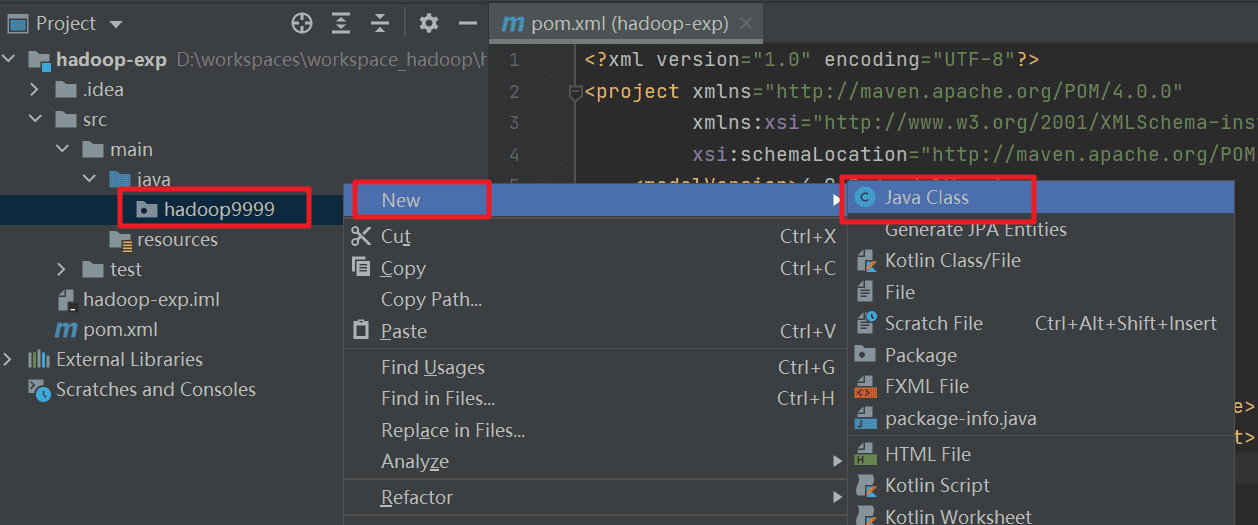 Project
hadoop-exp D:\workspaces\workspace_hadoop\h
.idea
src
main
java
hadoop9999
resources
test
hadoop-exp.iml
pom.xml
External Libraries
Scratches and Consoles
pom.xml (hadoop-exp)
1 <?xml version="1.0" encoding="UTF-8"?>
2 <project xmlns="http://maven.apache.org/POM/4.0.0"
3 xmlns:xsi="http://www.w3.org/2001/XMLSchema-inst
4 xsi:schemaLocation="http://maven.apache.org/POM
New
Cut Ctrl+X
Copy Ctrl+C
Copy Path...
Paste Ctrl+V
Find Usages Ctrl+G
Find in Files... Ctrl+H
Replace in Files...
Analyze
Refactor
Java Class
Generate JPA Entities
Kotlin Class/File
File
Scratch File Ctrl+Alt+Shift+Insert
Package
FXML File
package-info.java
HTML File
Kotlin Script
Kotlin Worksheet
e>
t>